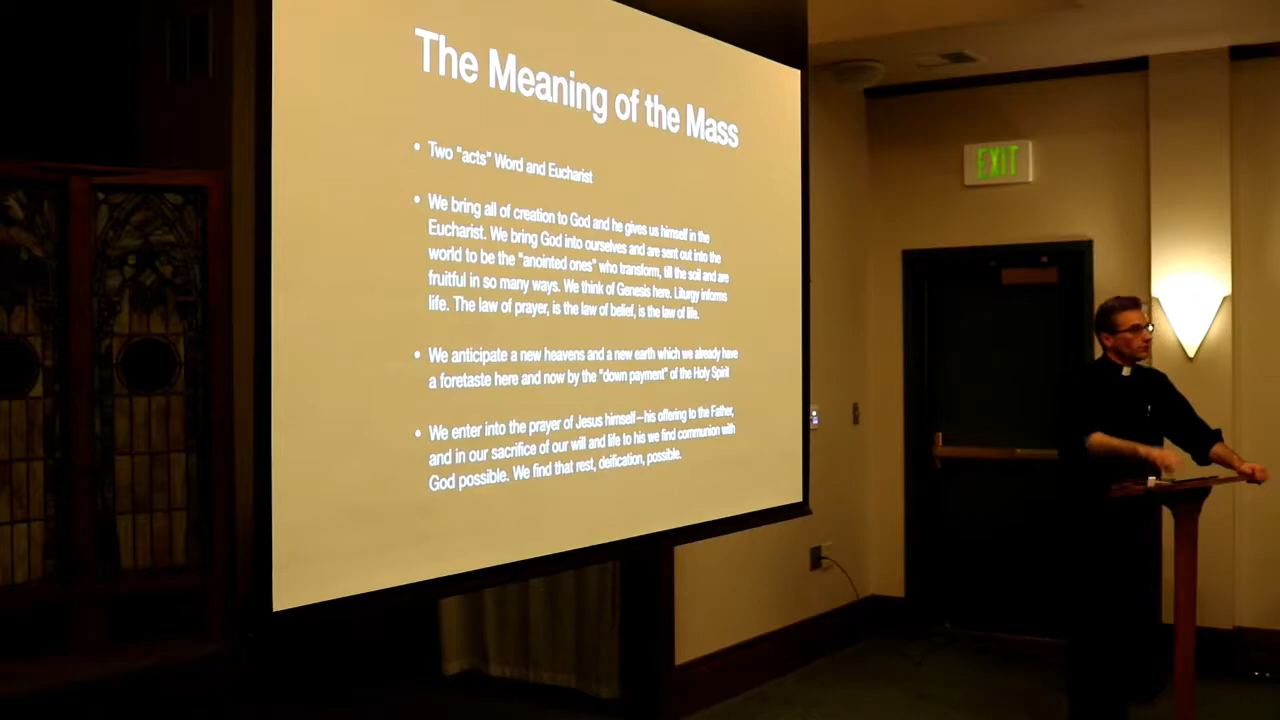 The Meaning of the Mass
• Two “acts” Word and Eucharist
• We bring all of creation to God and he gives us himself in the
Eucharist. We bring God into ourselves and are sent out into the
world to be the “anointed ones” who transform, till the soil and are
fruitful in so many ways. We think of Genesis here. Liturgy informs
life. The law of prayer, is the law of belief, is the law of life.
• We anticipate a new heavens and a new earth which we already have
a foretaste here and now by the “down payment” of the Holy Spirit
• We enter into the prayer of Jesus himself—his offering to the Father,
and in our sacrifice of our will and life to his we find communion with
God possible. We find that rest, deification, possible.
EXIT